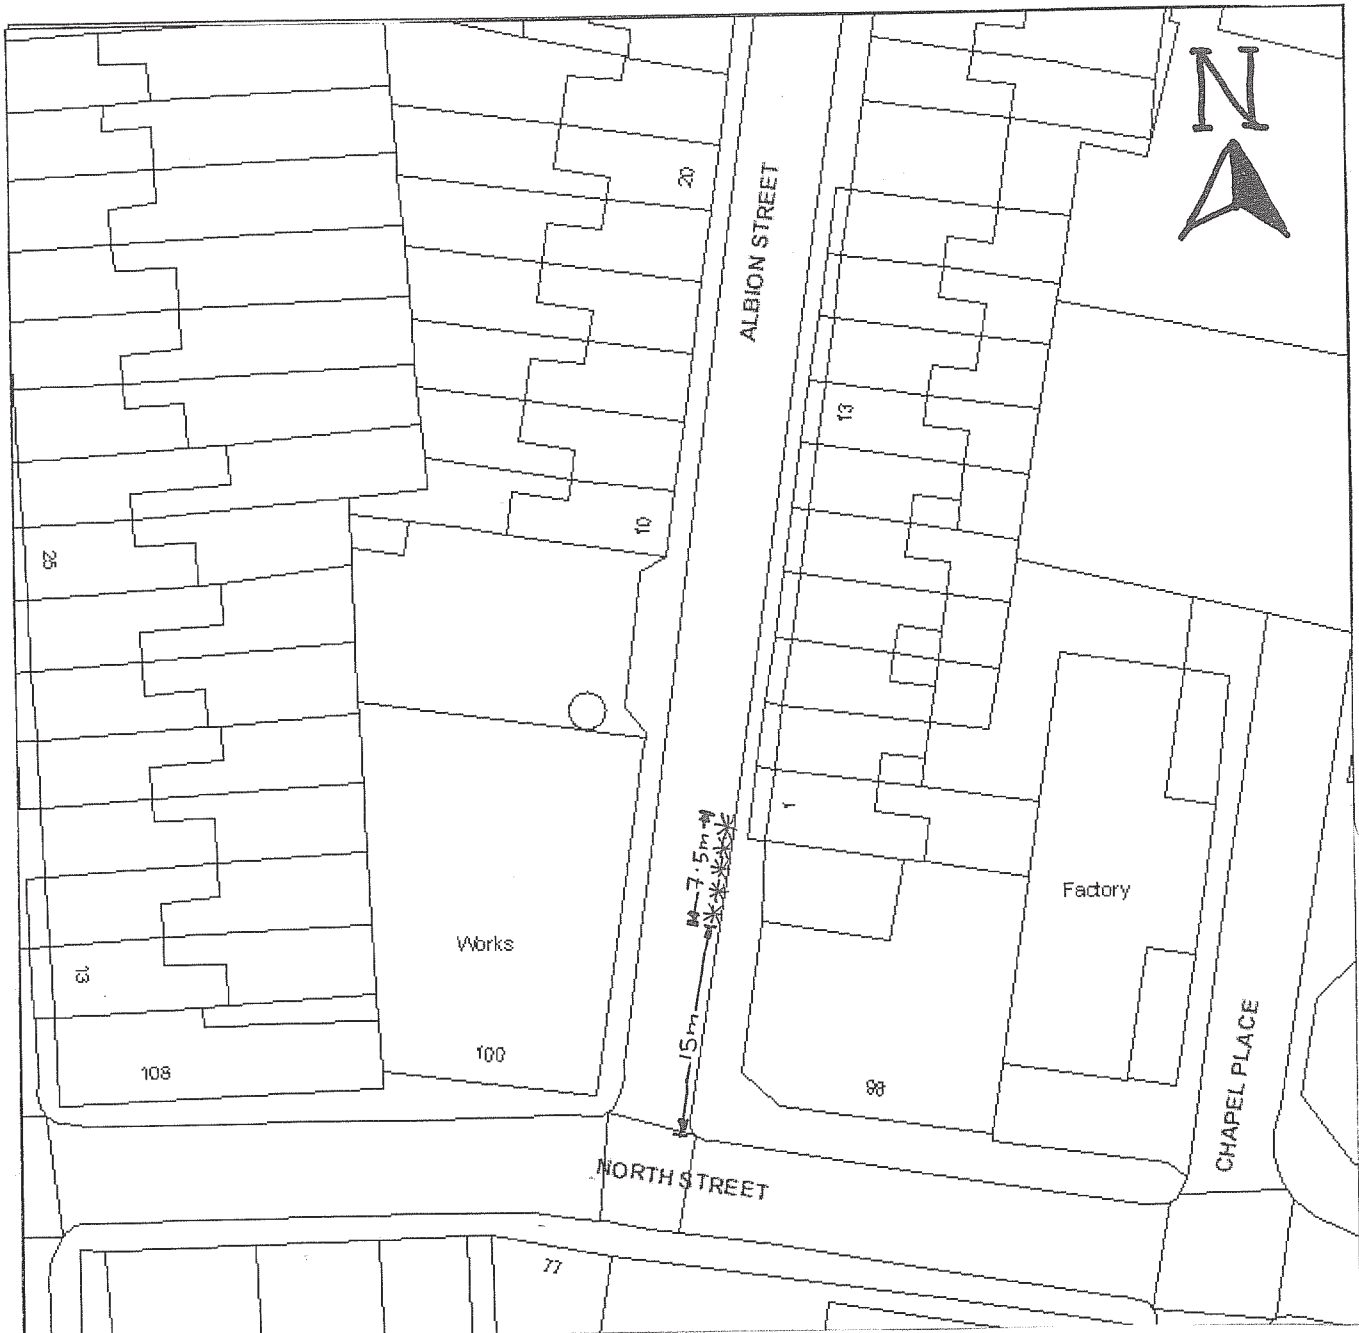 N
20
ALBION STREET
13
10
25
1
7.5m
Factory
Works
13
15m
100
108
98
CHAPEL PLACE
NORTH STREET
77